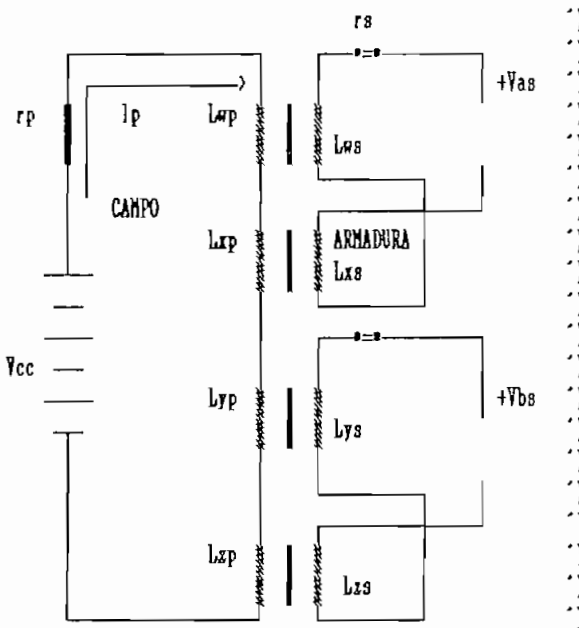 rs
+Vas
rp
Ip
Lwp
Lws
CAMPO
Lxp
ARMADURA
Lxs
Vcc
Lyp
Lys
+Vbs
Lzp
Lzs